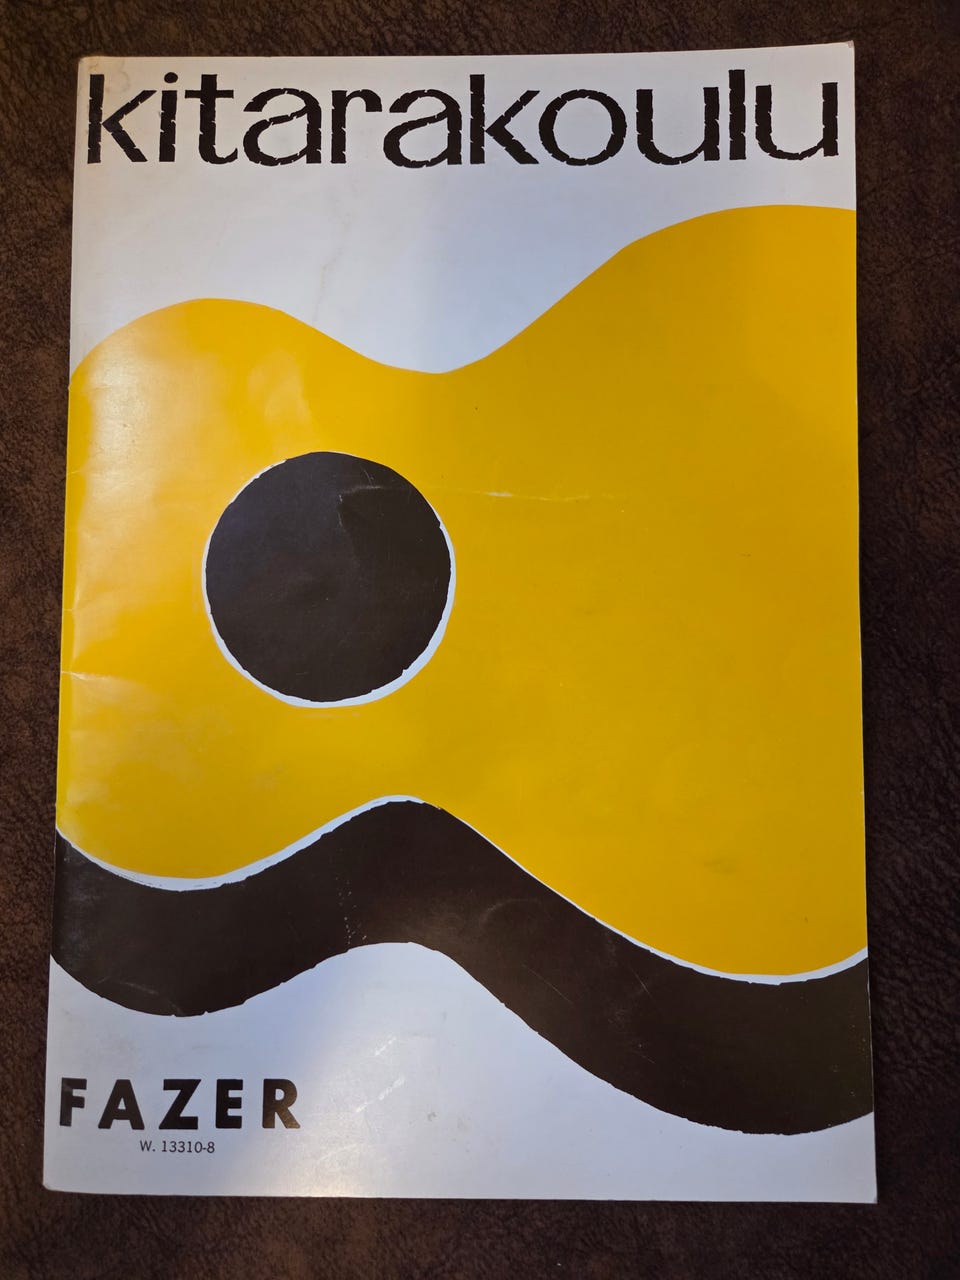 kitarakoulu
FAZER
W. 13310-8